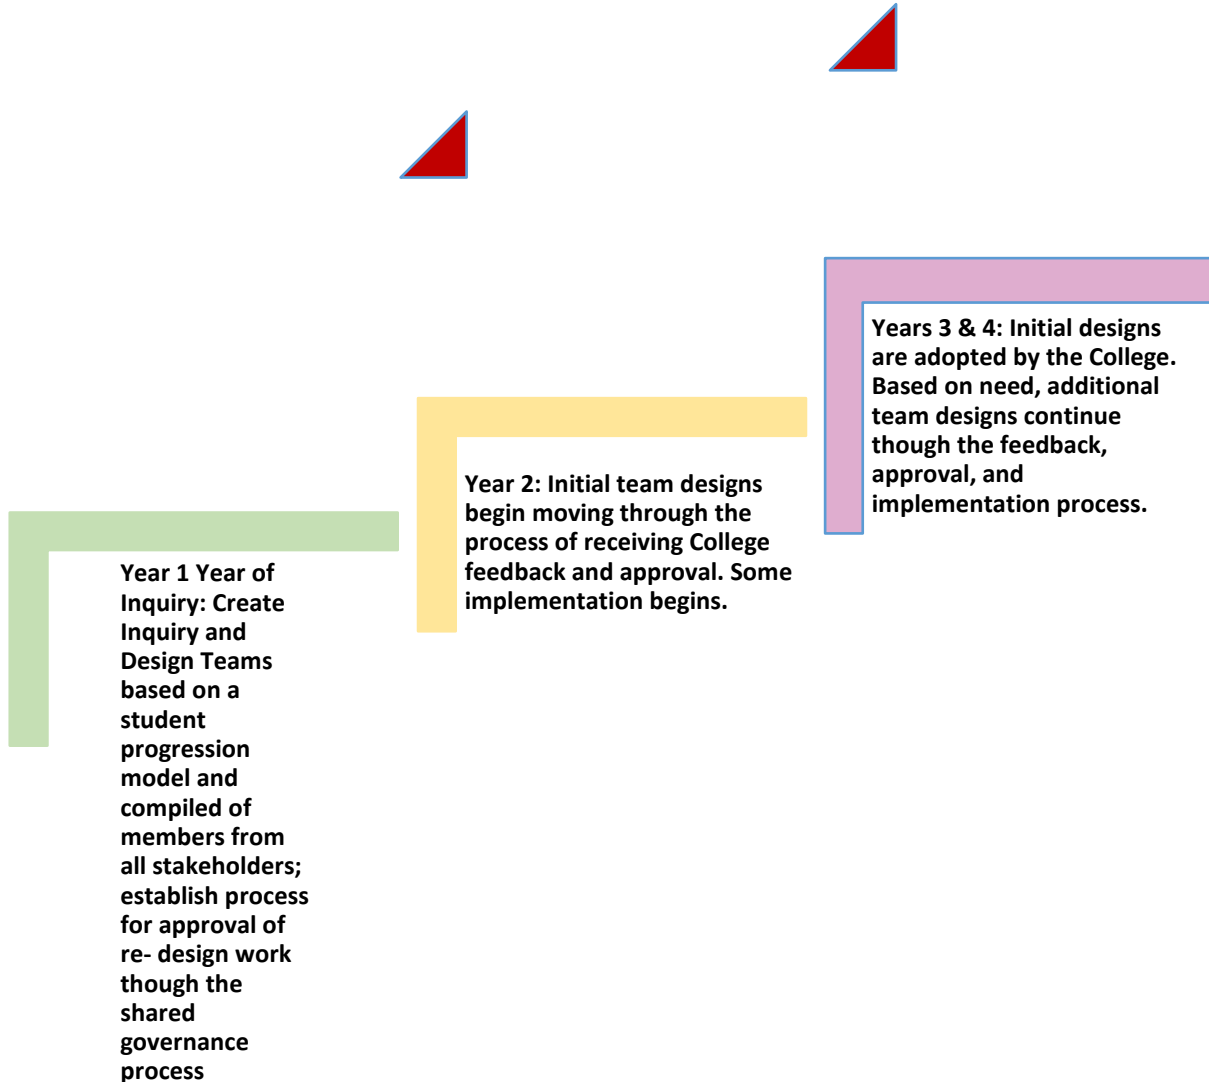 Year 1 Year of
Inquiry: Create
Inquiry and
Design Teams
based on a
student
progression
model and
compiled of
members from
all stakeholders;
establish process
for approval of
re- design work
though the
shared
governance
process
Year 2: Initial team designs
begin moving through the
process of receiving College
feedback and approval. Some
implementation begins.
Years 3 & 4: Initial designs
are adopted by the College.
Based on need, additional
team designs continue
though the feedback,
approval, and
implementation process.